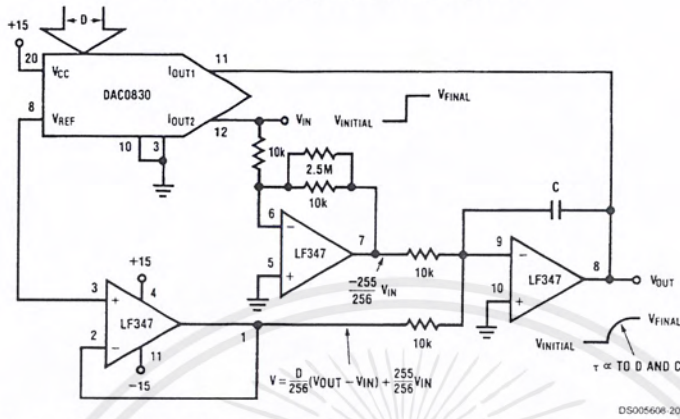 D
+15
20
11
VCC
IOUT1
DAC0830
8
VREF
IOUT2
12
VIN
VINITIAL
VFINAL
10
3
10k
2.5M
10k
C
6
7
LF347
5
-255/256 VIN
10k
9
8
LF347
10
VOUT
+15
3
4
LF347
2
11
1
-15
10k
V = D/256 (VOUT - VIN) + 255/256 VIN
VINITIAL
VFINAL
τ ∝ TO D AND C
DS005608-20